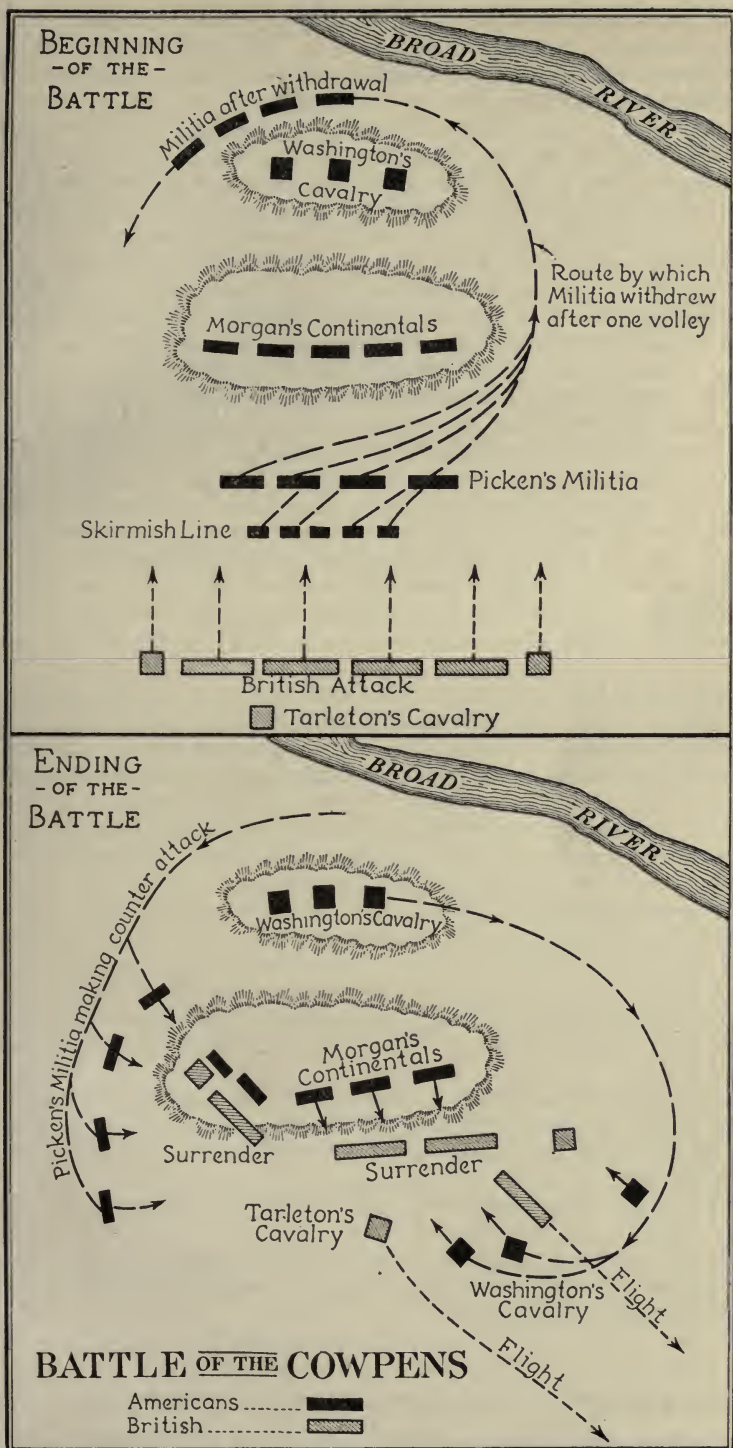 BEGINNING
- OF THE -
BATTLE
BROAD
RIVER
Militia after withdrawal
Washington's
Cavalry
Route by which
Militia withdrew
after one volley
Morgan's Continentals
Picken's Militia
Skirmish Line
British Attack
Tarleton's Cavalry
ENDING
- OF THE -
BATTLE
BROAD
RIVER
Picken's Militia making counter attack
Washington's Cavalry
Morgan's
Continentals
Surrender
Surrender
Tarleton's
Cavalry
Washington's
Cavalry
Flight
Flight
BATTLE OF THE COWPENS
Americans
British